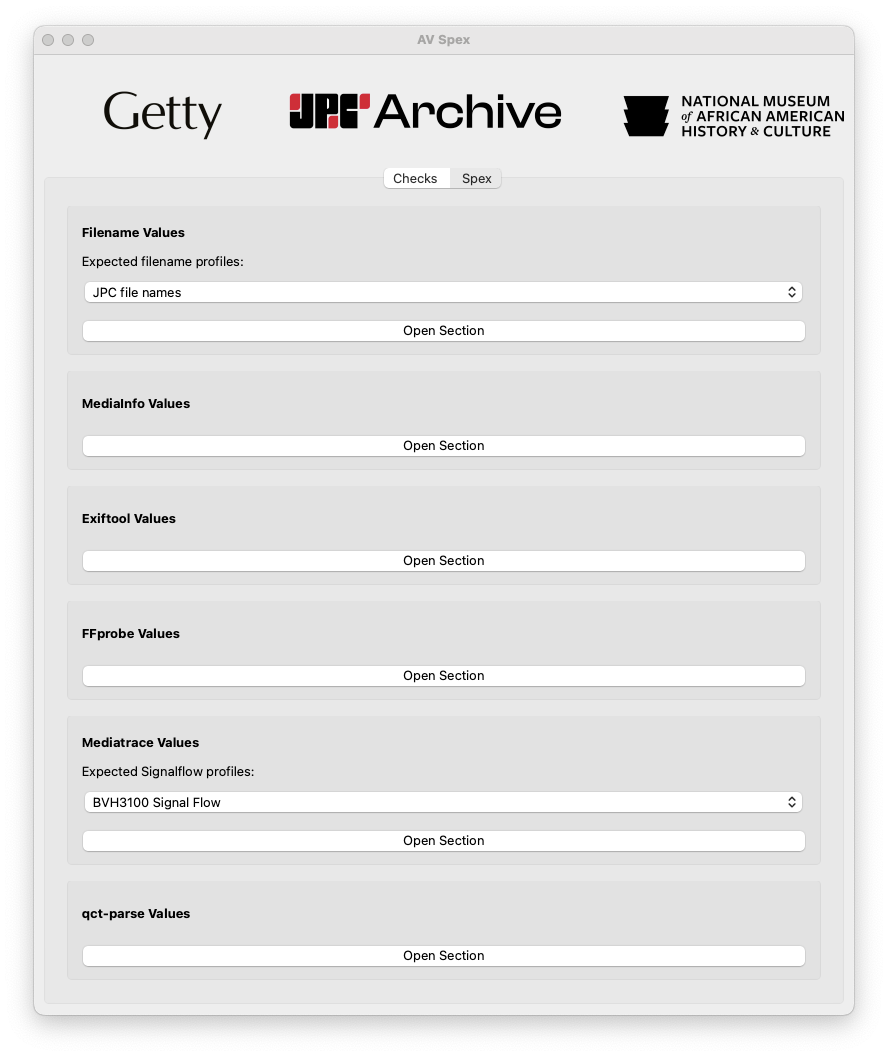 AV Spex
Getty
JPC Archive
NATIONAL MUSEUM
of AFRICAN AMERICAN
HISTORY & CULTURE
Checks
Spex
Filename Values
Expected filename profiles:
JPC file names
Open Section
MediaInfo Values
Open Section
Exiftool Values
Open Section
FFprobe Values
Open Section
Mediatrace Values
Expected Signalflow profiles:
BVH3100 Signal Flow
Open Section
qct-parse Values
Open Section